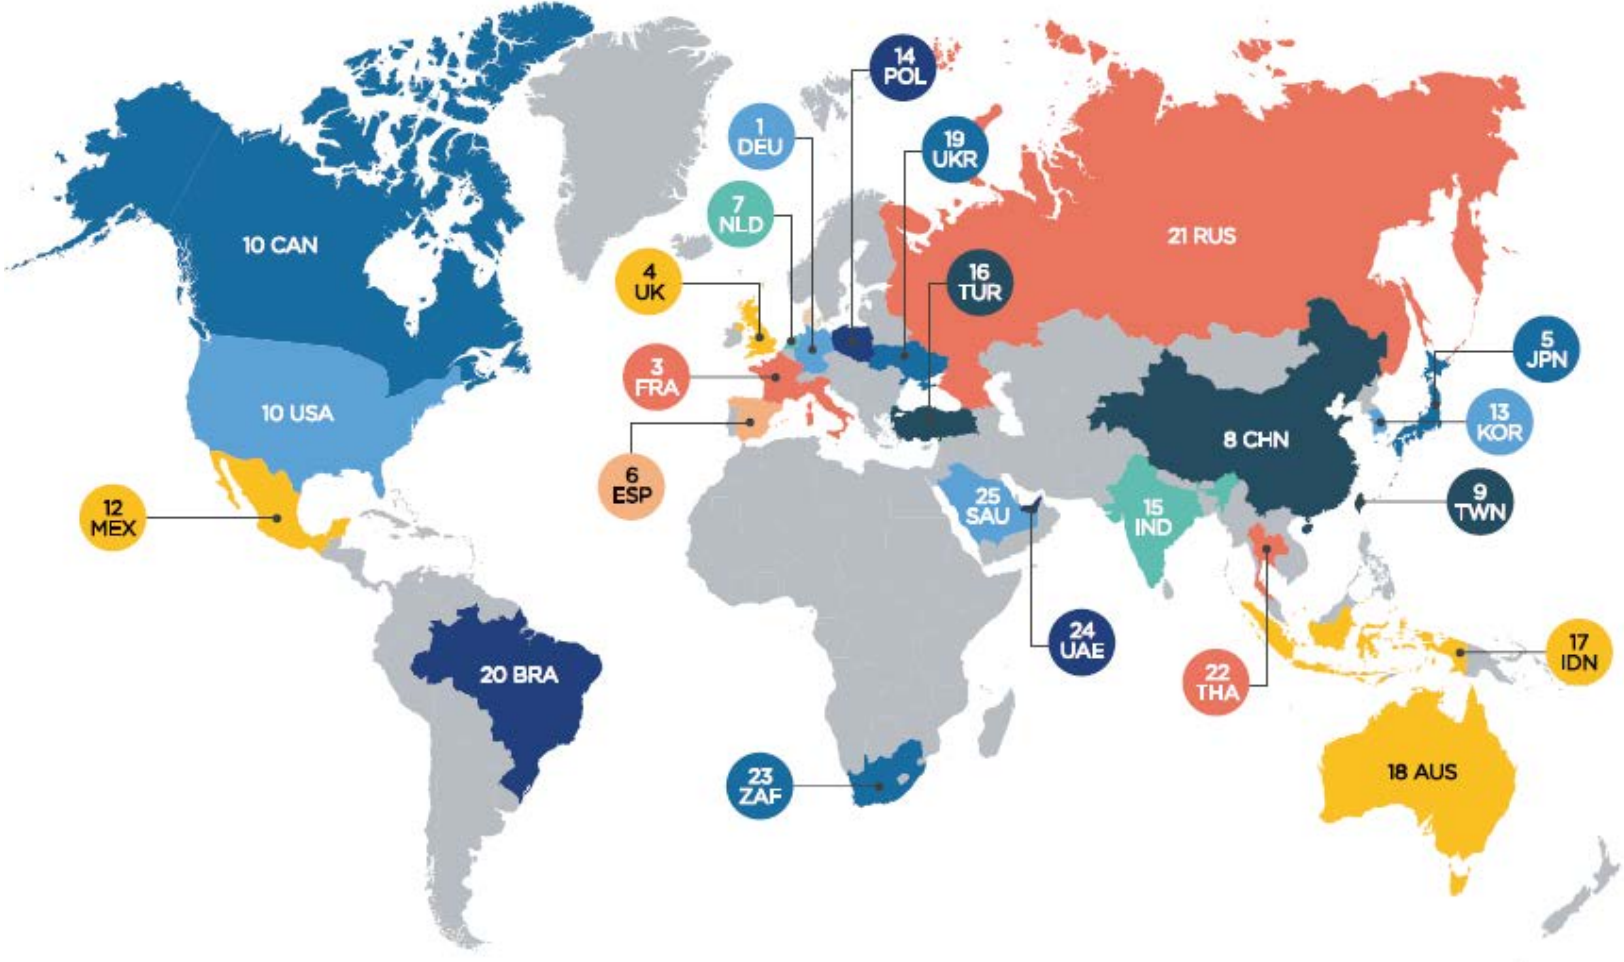 14
POL
1
DEU
19
UKR
7
NLD
10 CAN
21 RUS
4
UK
16
TUR
5
JPN
3
FRA
10 USA
13
KOR
8 CHN
6
ESP
25
SAU
9
TWN
12
MEX
15
IND
24
UAE
17
IDN
20 BRA
22
THA
18 AUS
23
ZAF